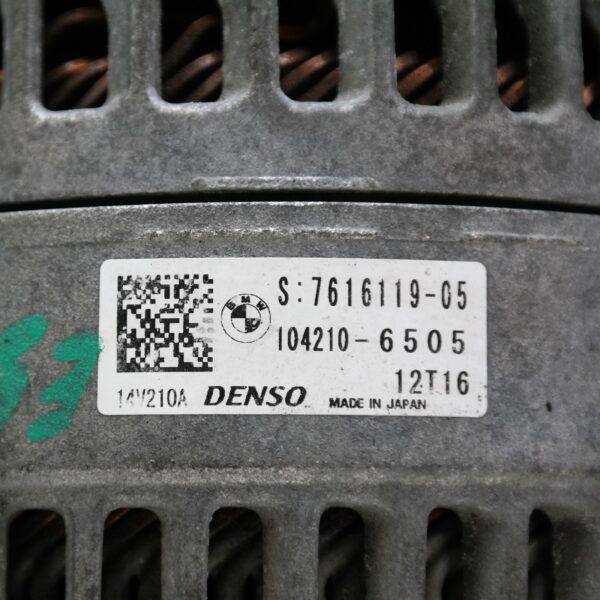 BMW
S:7616119-05
104210-6505
12T16
14V210A DENSO MADE IN JAPAN